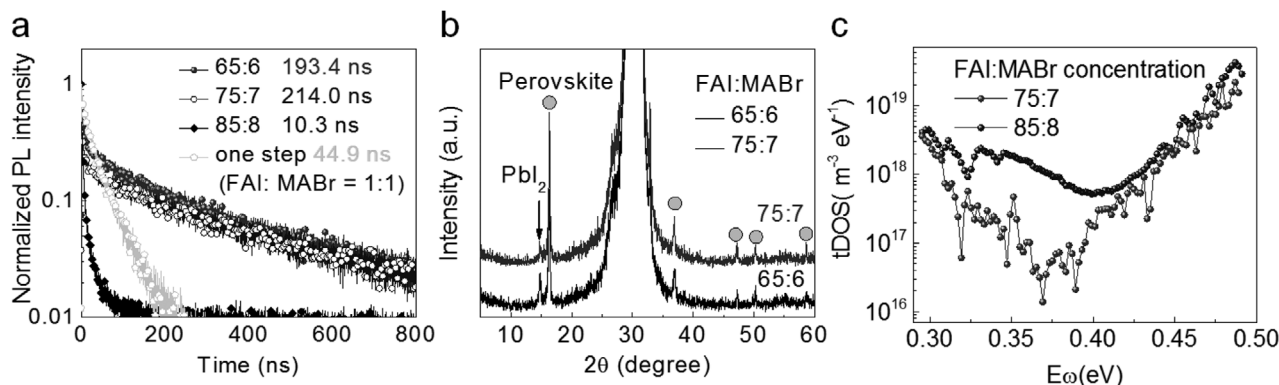 a
65:6 193.4 ns
75:7 214.0 ns
85:8 10.3 ns
one step 44.9 ns
(FAI: MABr = 1:1)
Normalized PL intensity
1
0.1
0.01
0 200 400 600 800
Time (ns)
b
Perovskite
FAI:MABr
65:6
75:7
PbI₂
75:7
65:6
Intensity (a.u.)
10 20 30 40 50 60
2θ (degree)
c
FAI:MABr concentration
75:7
85:8
tDOS( m⁻³ eV⁻¹)
10¹⁹
10¹⁸
10¹⁷
10¹⁶
0.30 0.35 0.40 0.45 0.50
Eω(eV)